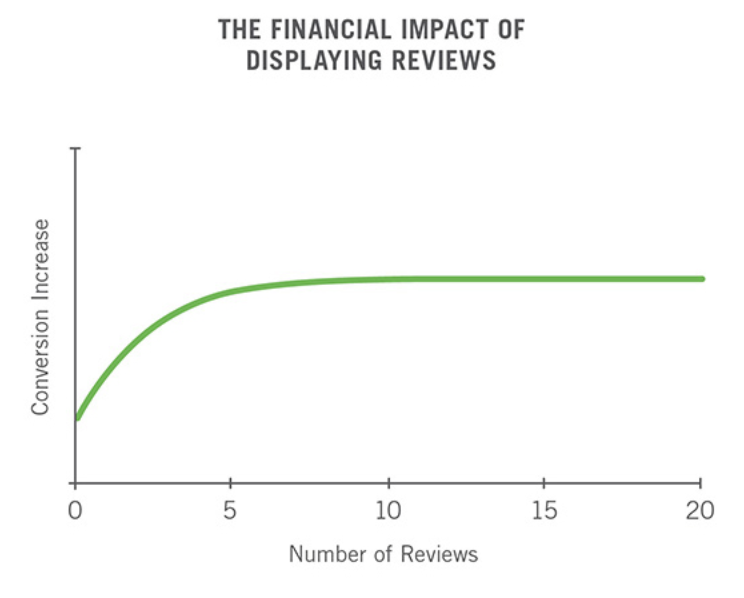 THE FINANCIAL IMPACT OF
DISPLAYING REVIEWS
Conversion Increase
0
5
10
15
20
Number of Reviews